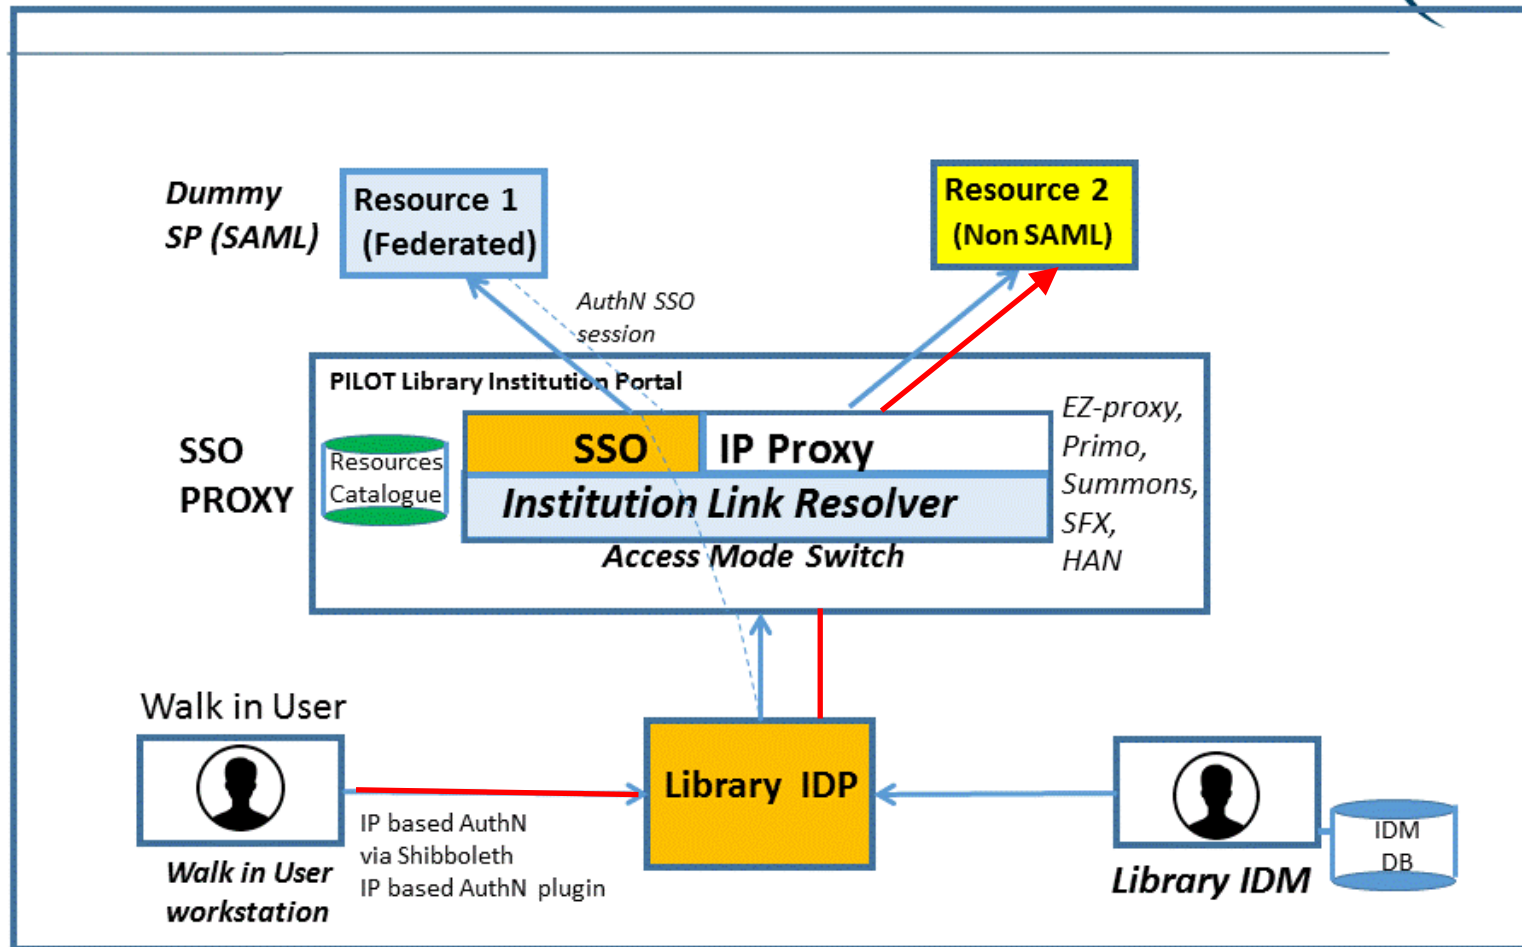 Dummy
SP (SAML)
Resource 1
(Federated)
Resource 2
(Non SAML)
AuthN SSO
session
PILOT Library Institution Portal
SSO
PROXY
Resources
Catalogue
SSO
IP Proxy
Institution Link Resolver
Access Mode Switch
EZ-proxy,
Primo,
Summons,
SFX,
HAN
Walk in User
IP based AuthN
via Shibboleth
IP based AuthN plugin
Walk in User
workstation
Library IDP
Library IDM
IDM
DB